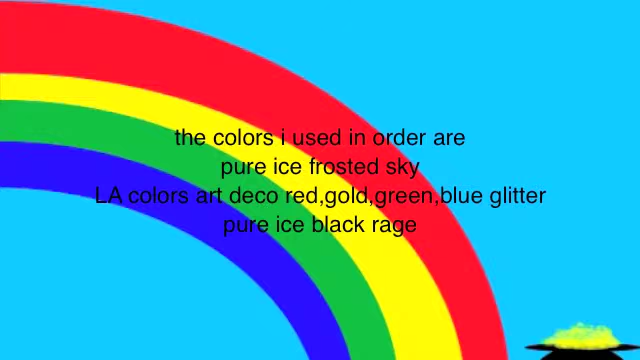 the colors i used in order are
pure ice frosted sky
LA colors art deco red,gold,green,blue glitter
pure ice black rage